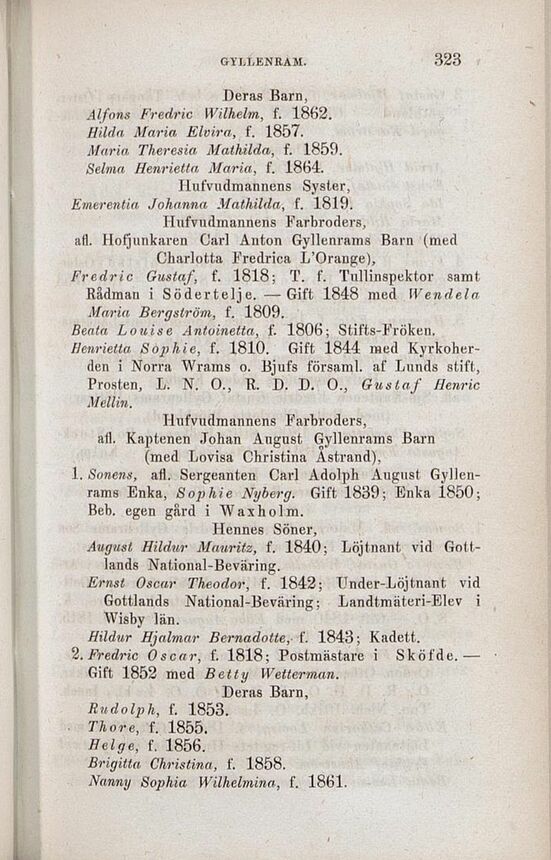 GYLLENRAM. 323
Deras Barn,
Alfons Fredric Wilhelm, f. 1862.
Hilda Maria Elvira, f. 1857.
Maria Theresia Mathilda, f. 1859.
Selma Henrietta Maria, f. 1864.
Hufvudmannens Syster,
Emerentia Johanna Mathilda, f. 1819.
Hufvudmannens Farbroders,
afl. Hofjunkaren Carl Anton Gyllenrams Barn (med
Charlotta Fredrica L'Orange),
Fredric Gustaf, f. 1818; T. f. Tullinspektor samt
Rådman i Södertelje. — Gift 1848 med Wendela
Maria Bergström, f. 1809.
Beata Louise Antoinetta, f. 1806; Stifts-Fröken.
Henrietta Sophie, f. 1810. Gift 1844 med Kyrkoher-
den i Norra Wrams o. Bjufs församl. af Lunds stift,
Prosten, L. N. O., R. D. D. O., Gustaf Henric
Mellin.
Hufvudmannens Farbroders,
afl. Kaptenen Johan August Gyllenrams Barn
(med Lovisa Christina Åstrand),
1. Sonens, afl. Sergeanten Carl Adolph August Gyllen-
rams Enka, Sophie Nyberg. Gift 1839; Enka 1850;
Beb. egen gård i Waxholm.
Hennes Söner,
August Hildur Mauritz, f. 1840; Löjtnant vid Gott-
lands National-Beväring.
Ernst Oscar Theodor, f. 1842; Under-Löjtnant vid
Gottlands National-Beväring; Landtmäteri-Elev i
Wisby län.
Hildur Hjalmar Bernadotte, f. 1843; Kadett.
2. Fredric Oscar, f. 1818; Postmästare i Sköfde. —
Gift 1852 med Betty Wetterman.
Deras Barn,
Rudolph, f. 1853.
Thore, f. 1855.
Helge, f. 1856.
Brigitta Christina, f. 1858.
Nanny Sophia Wilhelmina, f. 1861.